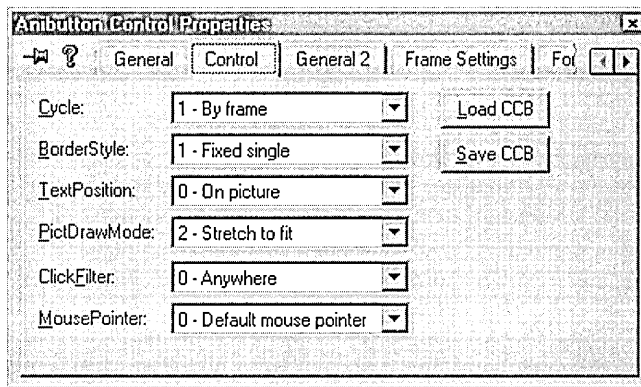 Anibutton Control Properties
? General Control General 2 Frame Settings
Cycle: 1 - By frame Load CCB
BorderStyle: 1 - Fixed single Save CCB
TextPosition: 0 - On picture
PictDrawMode: 2 - Stretch to fit
ClickFilter: 0 - Anywhere
MousePointer: 0 - Default mouse pointer